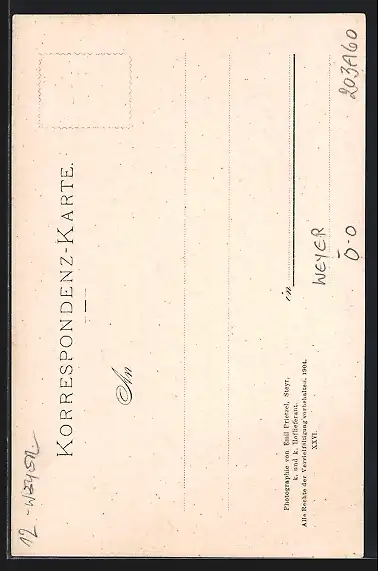 KORRESPONDENZ-KARTE.
An
in
Photographie von Emil Prietzel, Steyr,
k. und k. Hoflieferant.
Alle Rechte der Vervielfältigung vorbehalten. 1904.
XXVI.
WEYER
Ö-O
203A60
12-WEYER